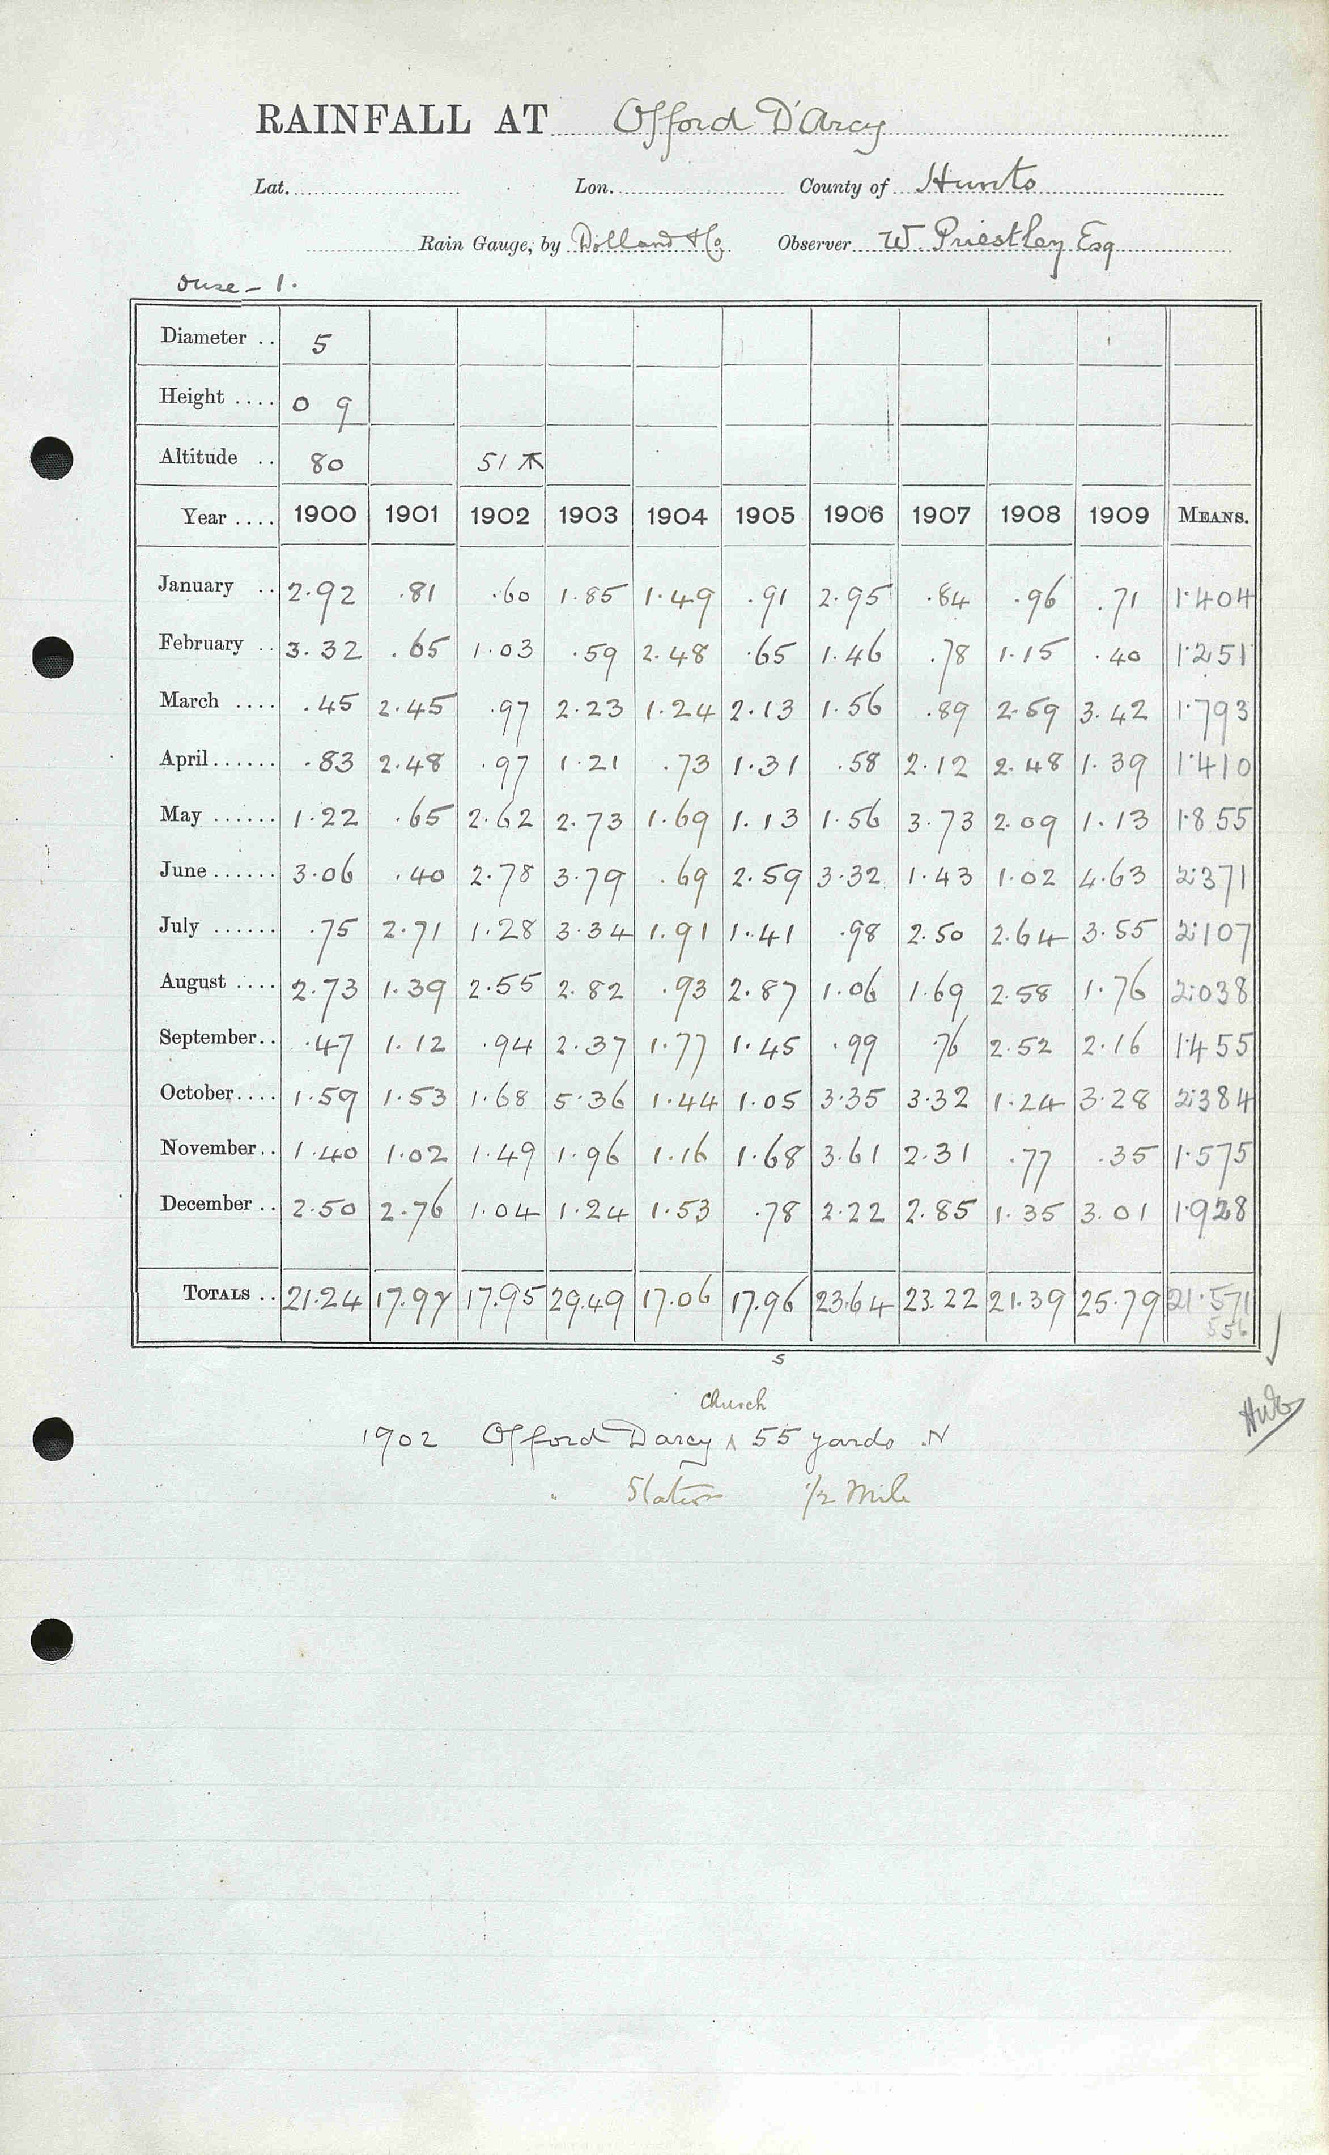 RAINFALL AT Offord D'Arcy
Lat. Lon. County of Hunts
Rain Gauge, by Dolland & Co Observer W Priestley Esq
Ouse - 1.
Diameter .. 5
Height .... 0 9
Altitude .. 80 51
Year .... 1900 1901 1902 1903 1904 1905 1906 1907 1908 1909 MEANS.
January .. 2.92 .81 .60 1.85 1.49 .91 2.95 .84 .96 .71 1.404
February .. 3.32 .65 1.03 .59 2.48 .65 1.46 .78 1.15 .40 1.251
March .... .45 2.45 .97 2.23 1.24 2.13 1.56 .89 2.59 3.42 1.793
April ...... .83 2.48 .97 1.21 .73 1.31 .58 2.12 2.48 1.39 1.410
May ...... 1.22 .65 2.62 2.73 1.69 1.13 1.56 3.73 2.09 1.13 1.855
June ...... 3.06 .40 2.78 3.79 .69 2.59 3.32 1.43 1.02 4.63 2.371
July ...... .75 2.71 1.28 3.34 1.91 1.41 .98 2.50 2.64 3.55 2.107
August .... 2.73 1.39 2.55 2.82 .93 2.87 1.06 1.69 2.58 1.76 2.038
September .. .47 1.12 .94 2.37 1.77 1.45 .99 .76 2.52 2.16 1.455
October .... 1.59 1.53 1.68 5.36 1.44 1.05 3.35 3.32 1.24 3.28 2.384
November .. 1.40 1.02 1.49 1.96 1.16 1.68 3.61 2.31 .77 .35 1.575
December .. 2.50 2.76 1.04 1.24 1.53 .78 2.22 2.85 1.35 3.01 1.928
TOTALS .. 21.24 17.97 17.95 29.49 17.06 17.96 23.64 23.22 21.39 25.79 21.571
556
5
Church
1902 Offord Darcy ^ 55 yards N
" Station 1/2 Mile